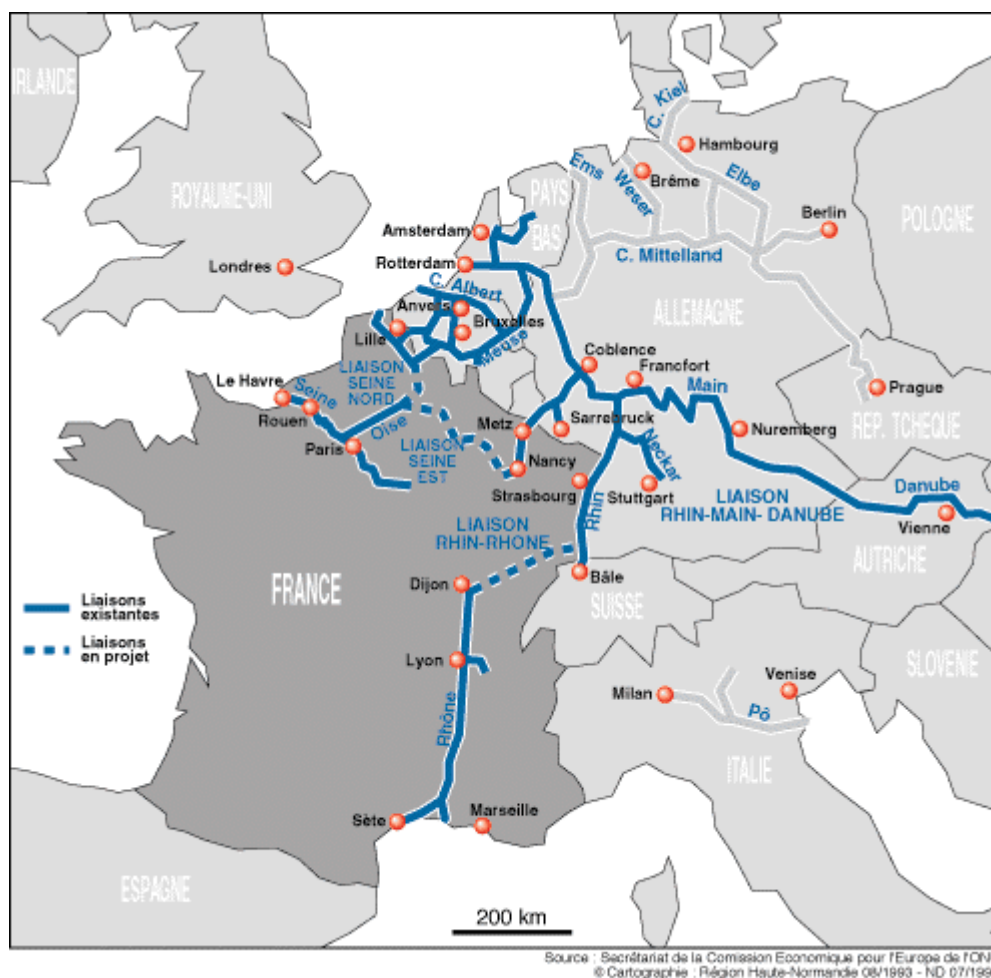 IRLANDE
ROYAUME-UNI
Londres
C. Kiel
Hambourg
Ems
Weser
Brême
Elbe
Berlin
POLOGNE
PAYS
BAS
Amsterdam
Rotterdam
C. Mittelland
C. Albert
Anvers
Bruxelles
Lille
Meuse
ALLEMAGNE
Coblence
Francfort
Main
Prague
REP. TCHEQUE
LIAISON
SEINE
NORD
Le Havre
Seine
Rouen
Oise
Paris
LIAISON
SEINE
EST
Metz
Sarrebruck
Nancy
Neckar
Nuremberg
Strasbourg
Stuttgart
Rhin
LIAISON
RHIN-MAIN- DANUBE
Danube
Vienne
AUTRICHE
LIAISON
RHIN-RHONE
FRANCE
Dijon
Bâle
SUISSE
Liaisons
existantes
Liaisons
en projet
Lyon
Rhône
SLOVENIE
Milan
Venise
Pô
ITALIE
Sète
Marseille
ESPAGNE
200 km
Source : Secrétariat de la Comission Economique pour l'Europe de l'ON
© Cartographie : Région Haute-Normandie 08/1993 - ND 07/199